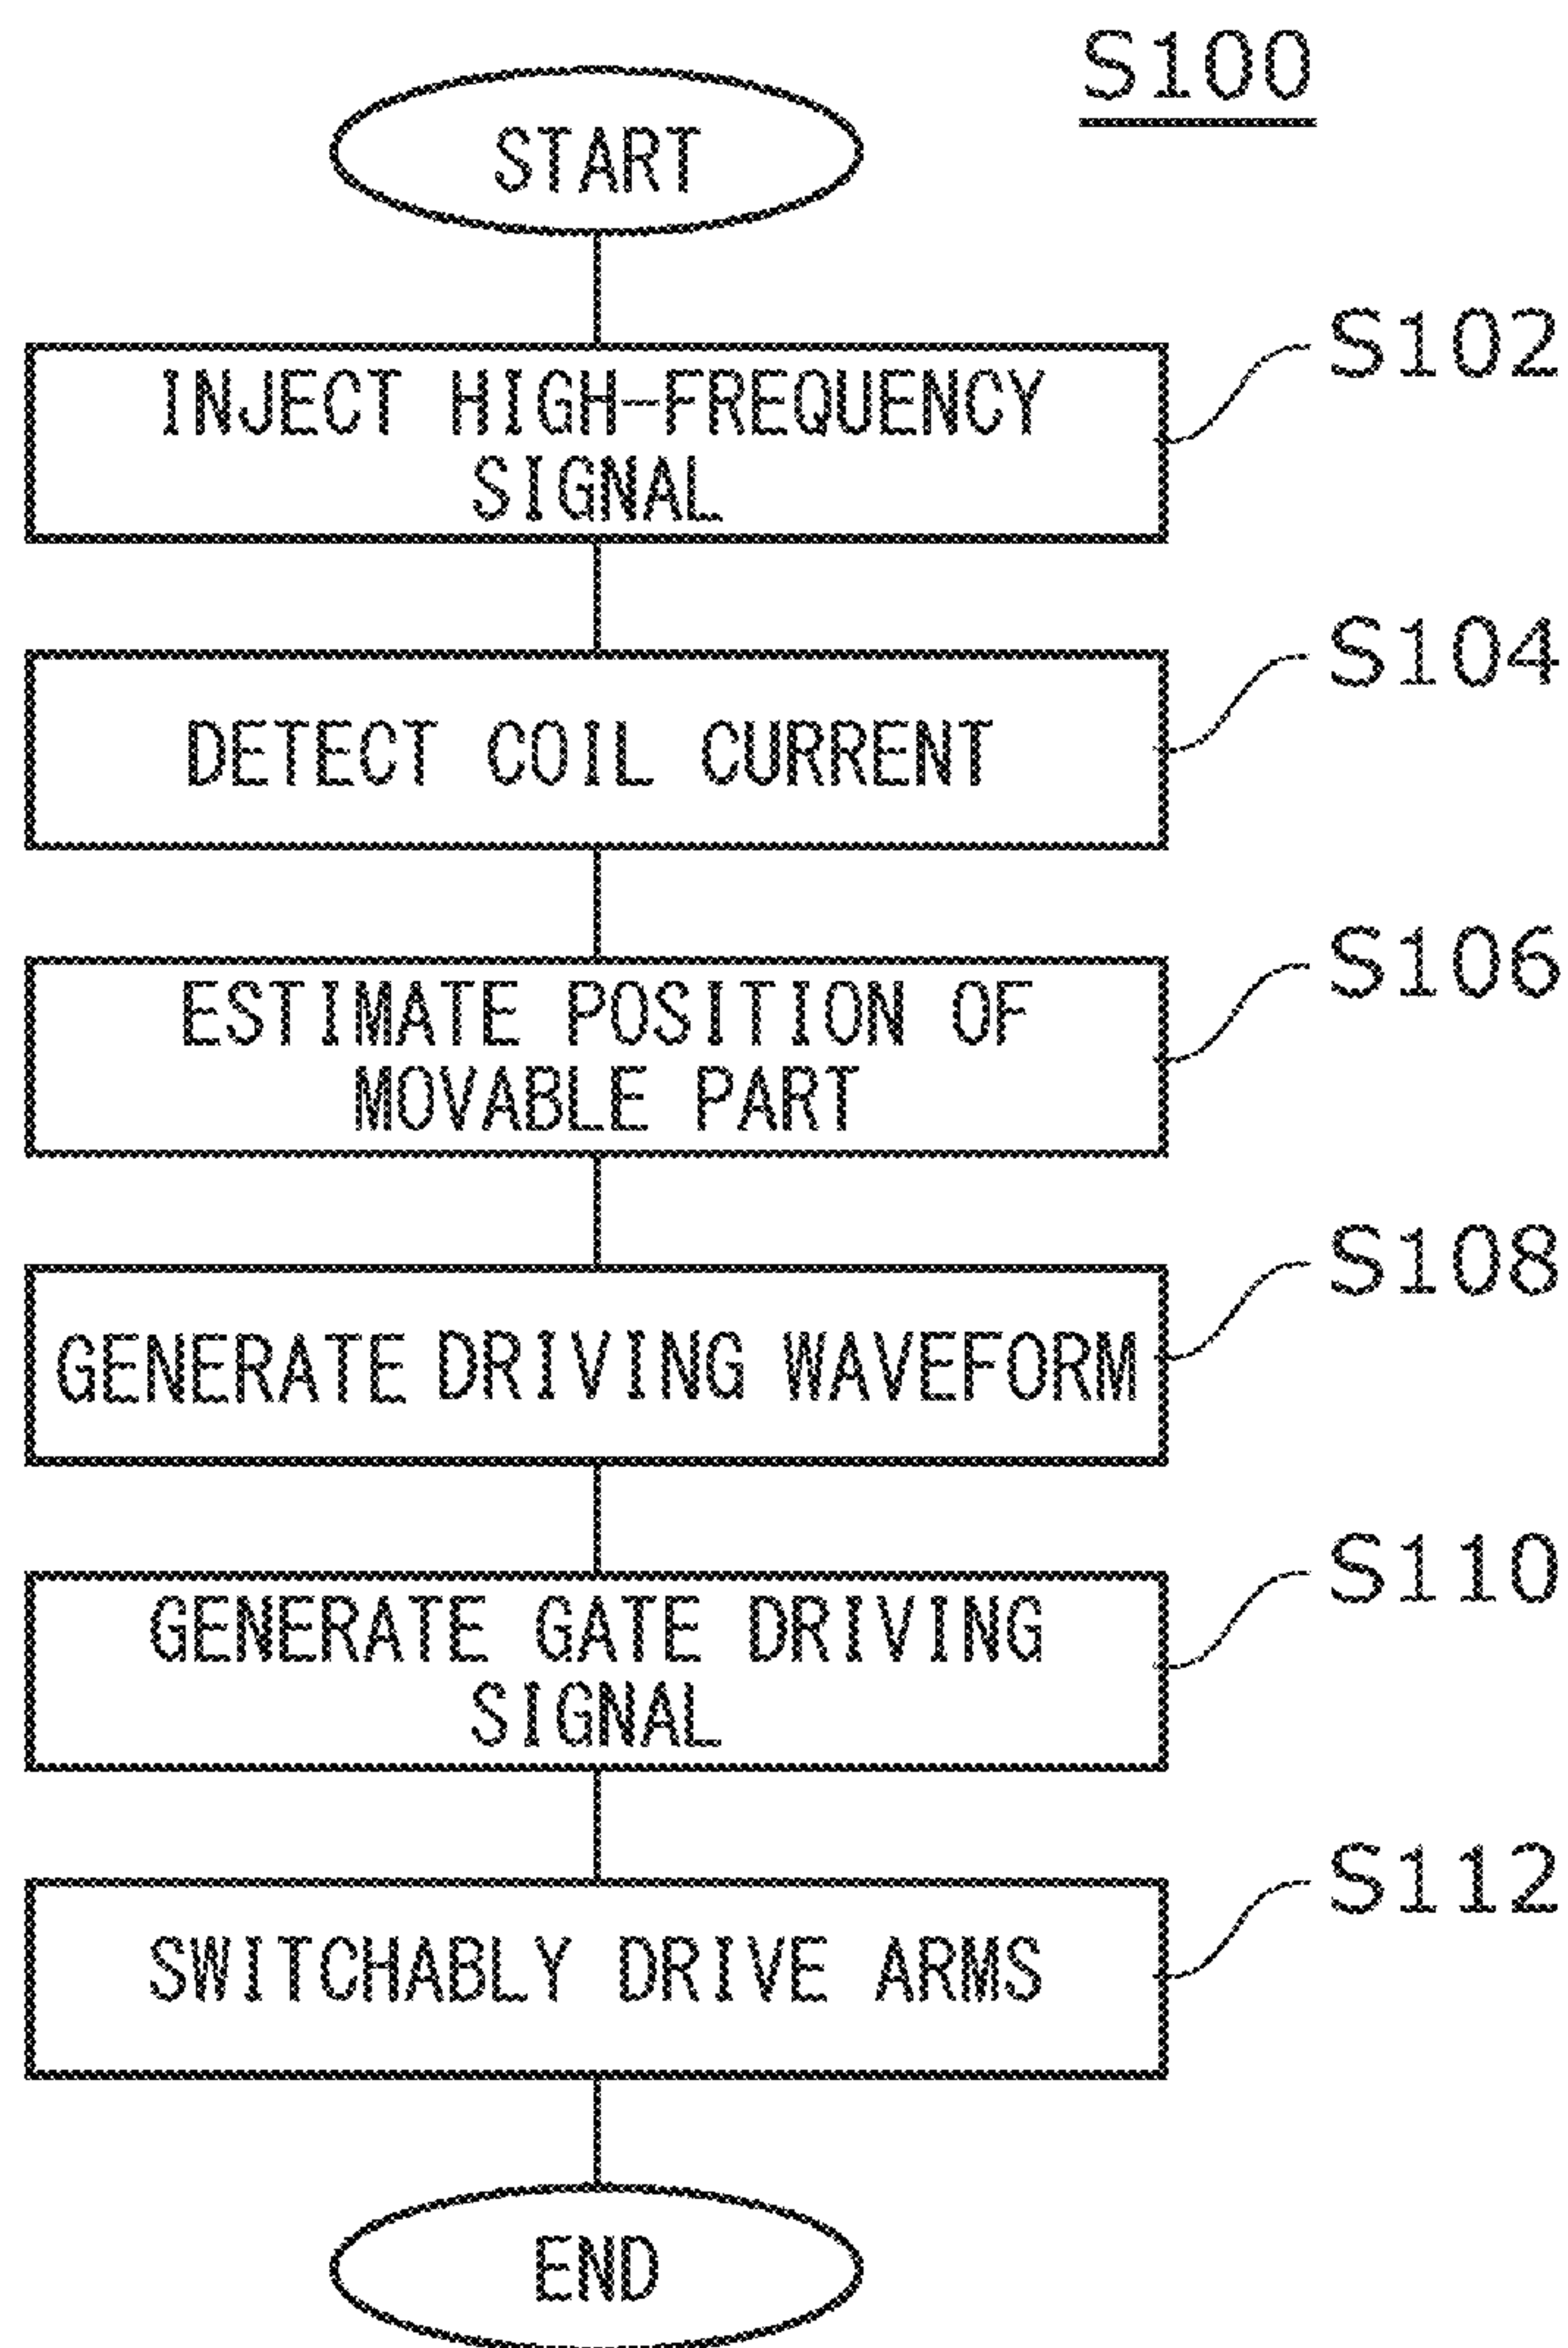 S100
START
S102
INJECT HIGH-FREQUENCY
SIGNAL
S104
DETECT COIL CURRENT
S106
ESTIMATE POSITION OF
MOVABLE PART
S108
GENERATE DRIVING WAVEFORM
S110
GENERATE GATE DRIVING
SIGNAL
S112
SWITCHABLY DRIVE ARMS
END